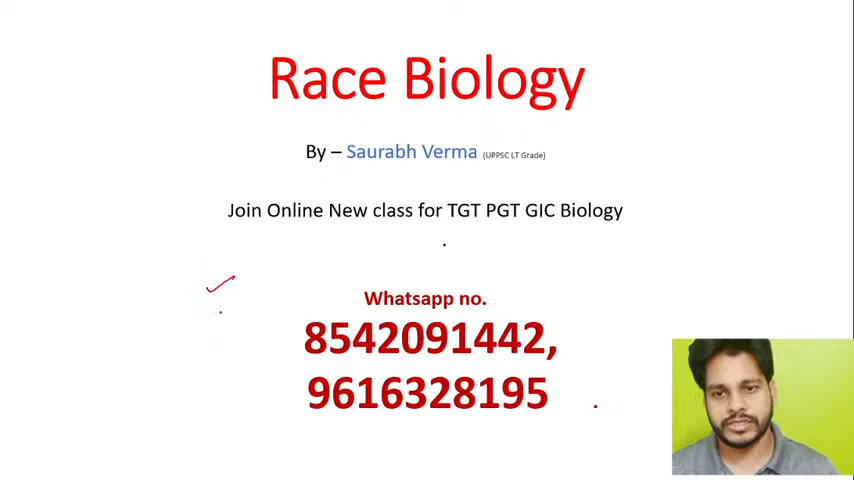 Race Biology
By – Saurabh Verma (UPPSC LT Grade)
Join Online New class for TGT PGT GIC Biology
.
Whatsapp no.
8542091442,
9616328195